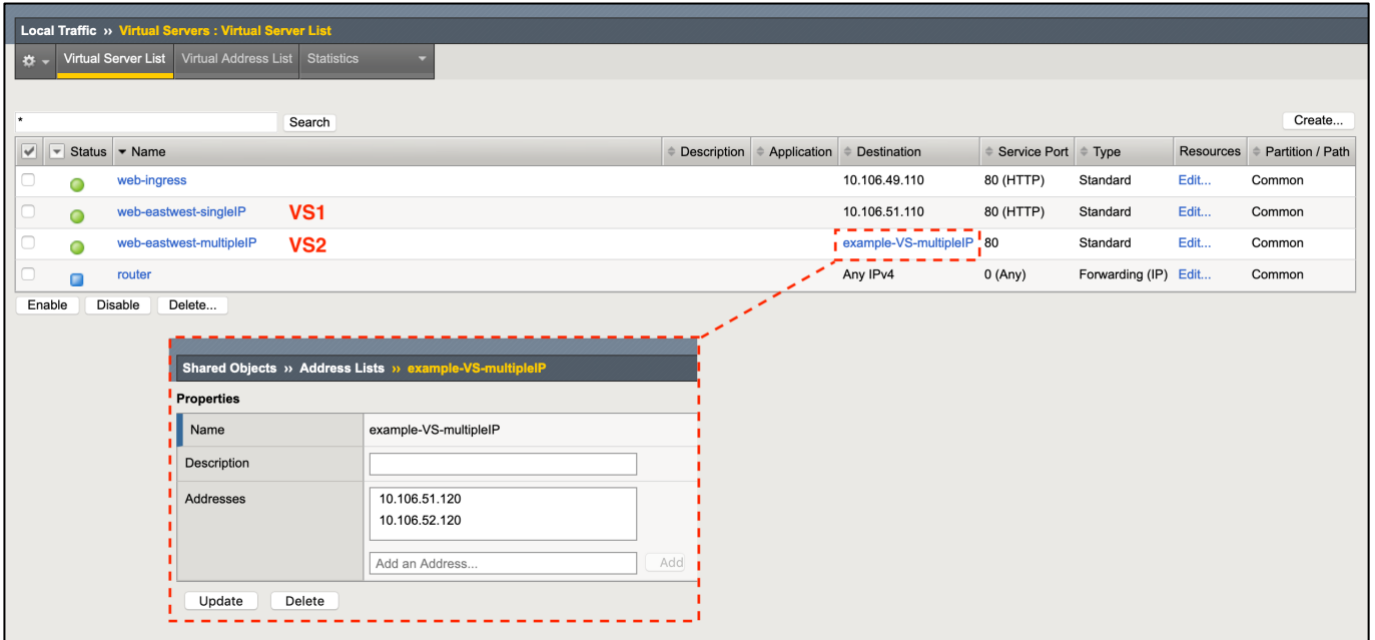 Local Traffic ›› Virtual Servers : Virtual Server List
Virtual Server List Virtual Address List Statistics
* Search Create...
Status Name Description Application Destination Service Port Type Resources Partition / Path
web-ingress 10.106.49.110 80 (HTTP) Standard Edit... Common
web-eastwest-singleIP VS1 10.106.51.110 80 (HTTP) Standard Edit... Common
web-eastwest-multipleIP VS2 example-VS-multipleIP 80 Standard Edit... Common
router Any IPv4 0 (Any) Forwarding (IP) Edit... Common
Enable Disable Delete...
Shared Objects ›› Address Lists ›› example-VS-multipleIP
Properties
Name example-VS-multipleIP
Description
Addresses 10.106.51.120
10.106.52.120
Add an Address... Add
Update Delete